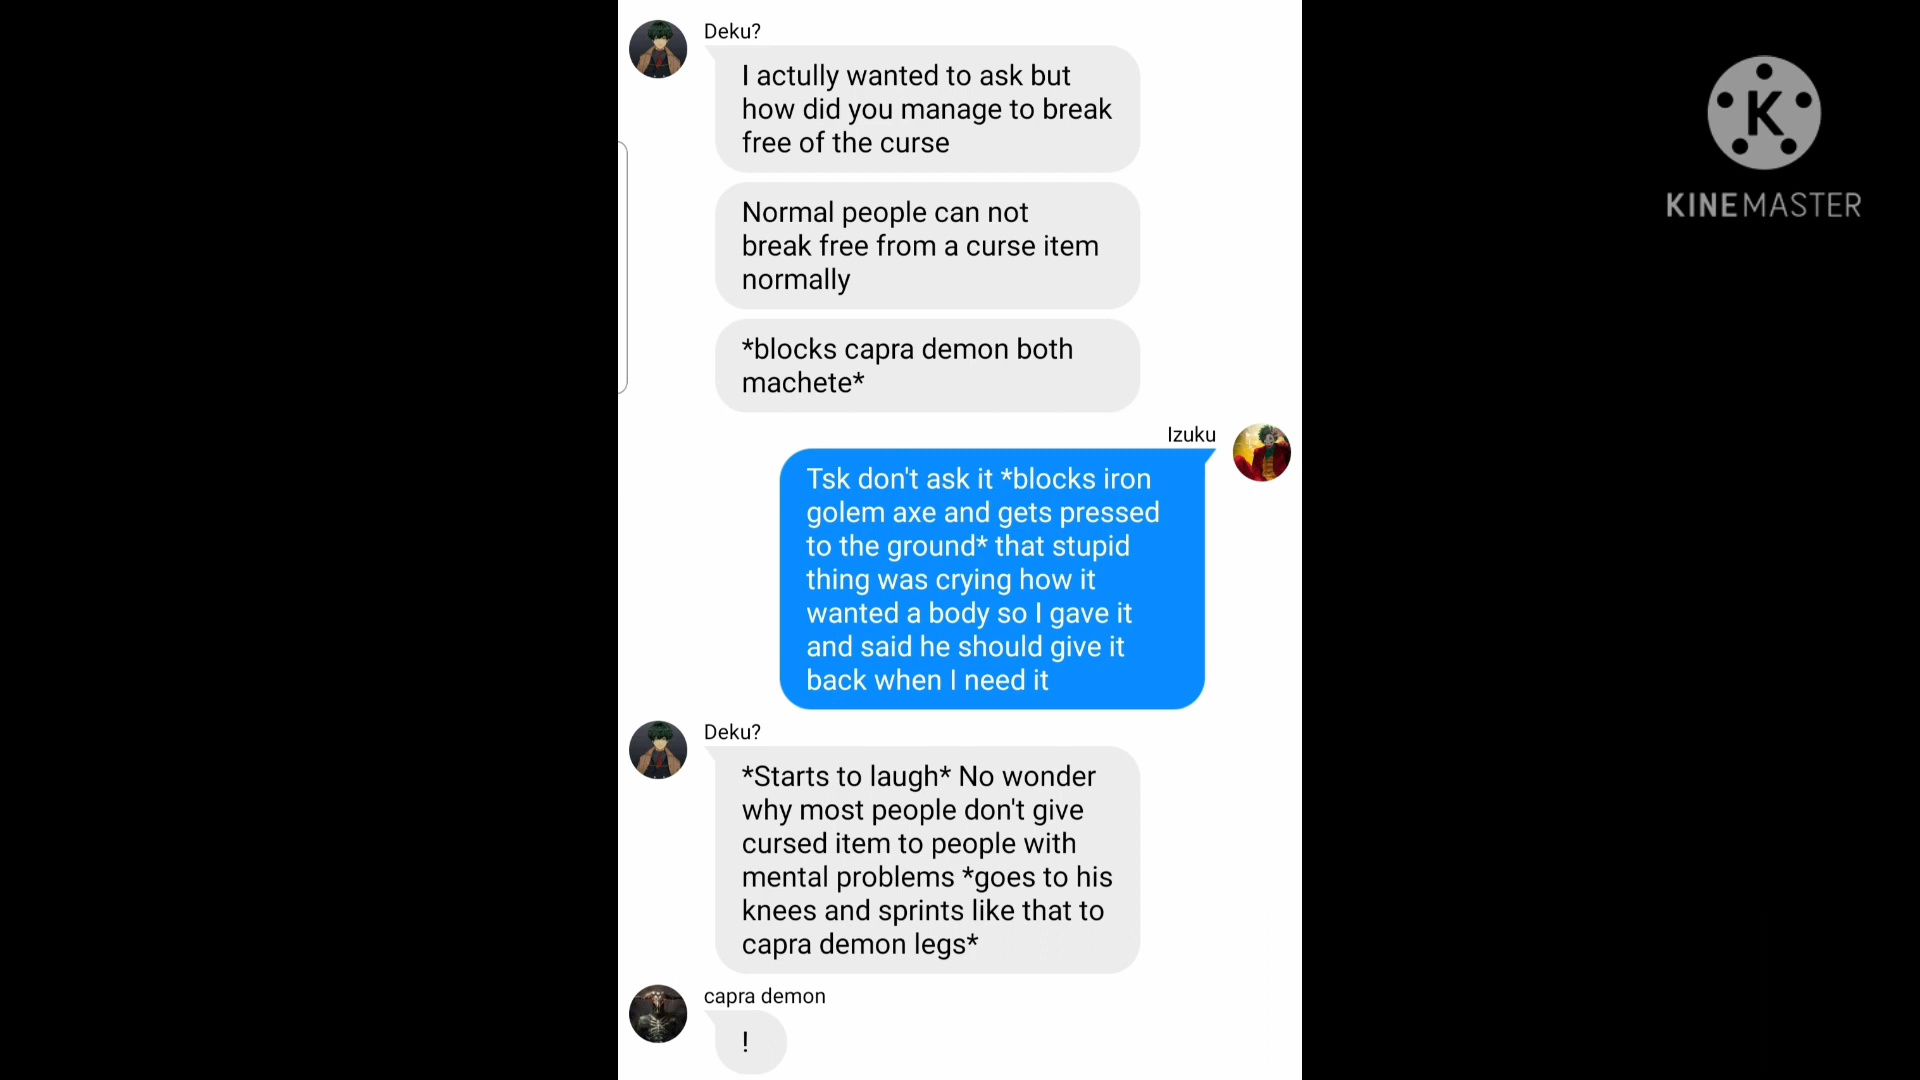 Deku?
I actully wanted to ask but
how did you manage to break
free of the curse
Normal people can not
break free from a curse item
normally
*blocks capra demon both
machete*
Izuku
Tsk don't ask it *blocks iron
golem axe and gets pressed
to the ground* that stupid
thing was crying how it
wanted a body so I gave it
and said he should give it
back when I need it
Deku?
*Starts to laugh* No wonder
why most people don't give
cursed item to people with
mental problems *goes to his
knees and sprints like that to
capra demon legs*
capra demon
!
K
KINEMASTER